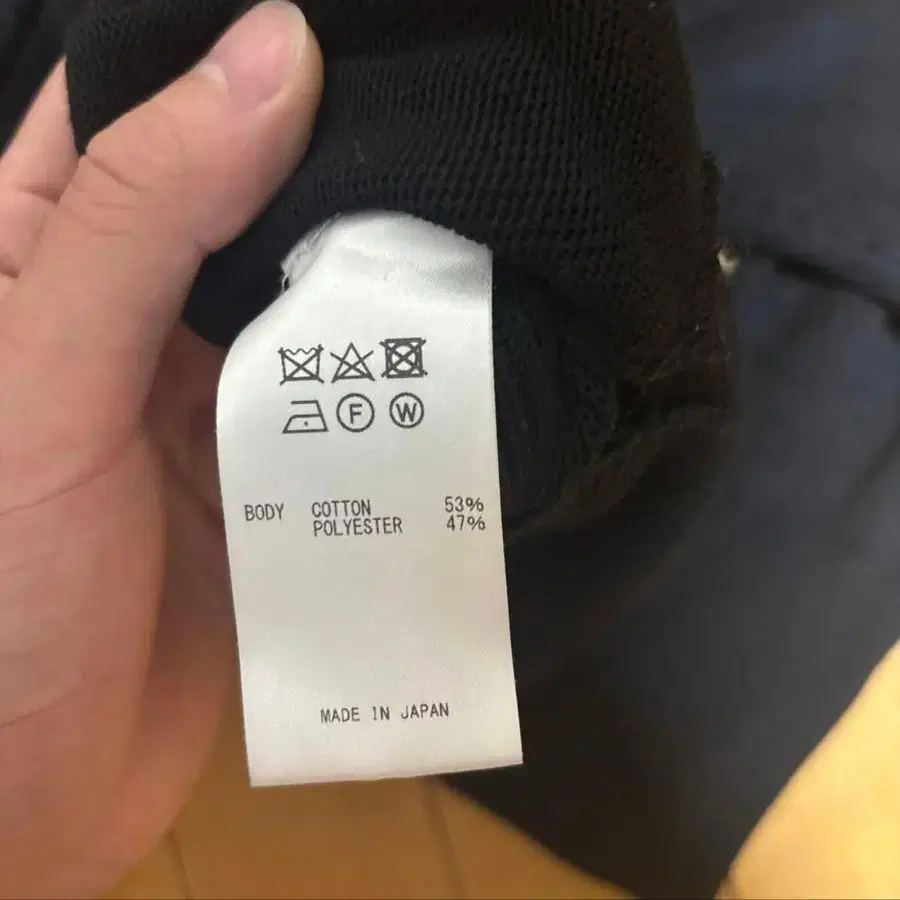 F W
BODY COTTON 53%
POLYESTER 47%
MADE IN JAPAN